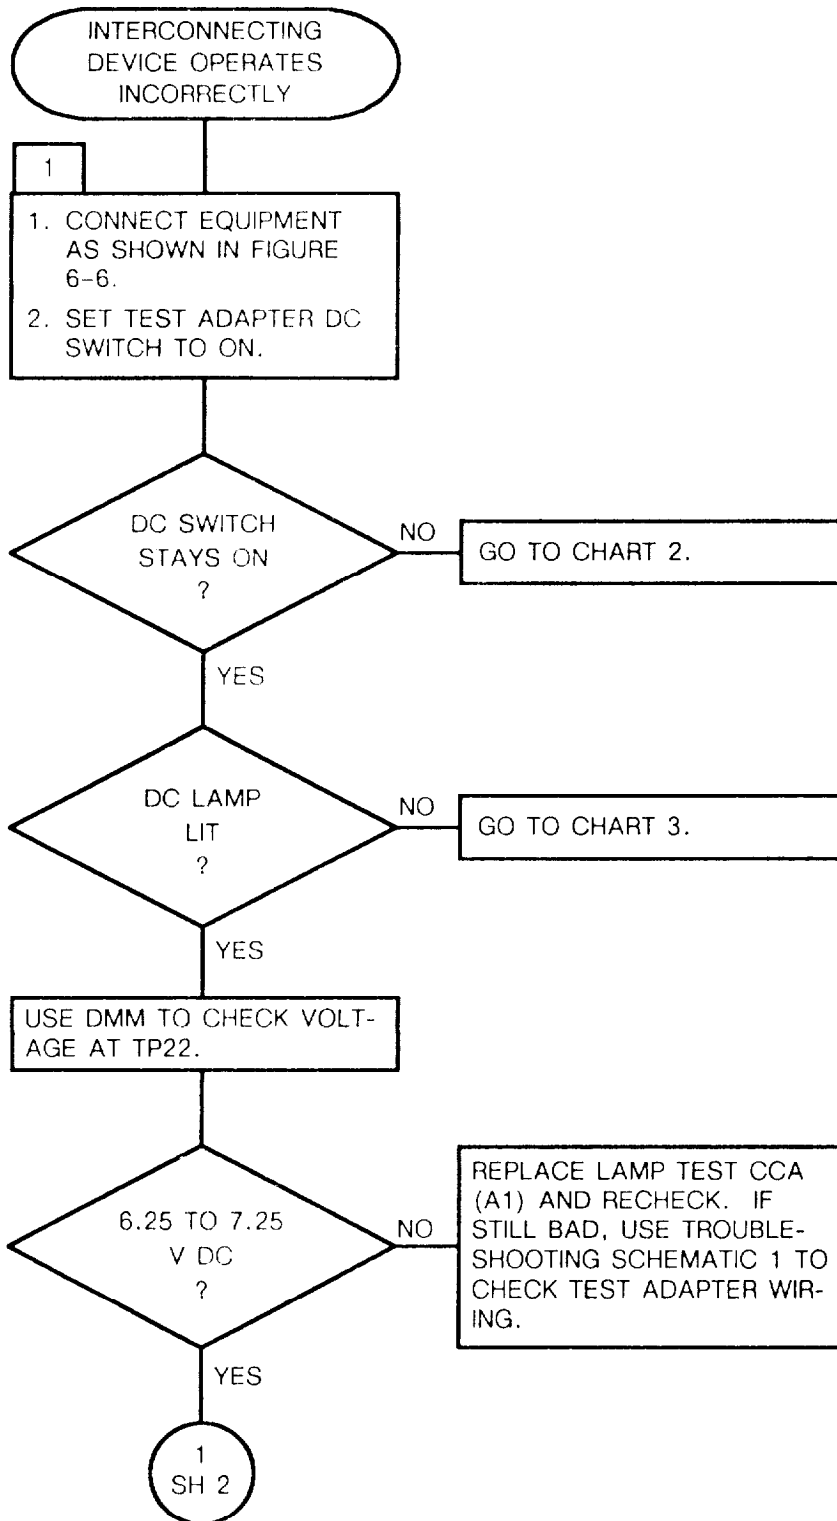 INTERCONNECTING
DEVICE OPERATES
INCORRECTLY
1
1. CONNECT EQUIPMENT
AS SHOWN IN FIGURE
6-6.
2. SET TEST ADAPTER DC
SWITCH TO ON.
DC SWITCH
STAYS ON
?
NO
GO TO CHART 2.
YES
DC LAMP
LIT
?
NO
GO TO CHART 3.
YES
USE DMM TO CHECK VOLT-
AGE AT TP22.
6.25 TO 7.25
V DC
?
NO
REPLACE LAMP TEST CCA
(A1) AND RECHECK. IF
STILL BAD, USE TROUBLE-
SHOOTING SCHEMATIC 1 TO
CHECK TEST ADAPTER WIR-
ING.
YES
1
SH 2